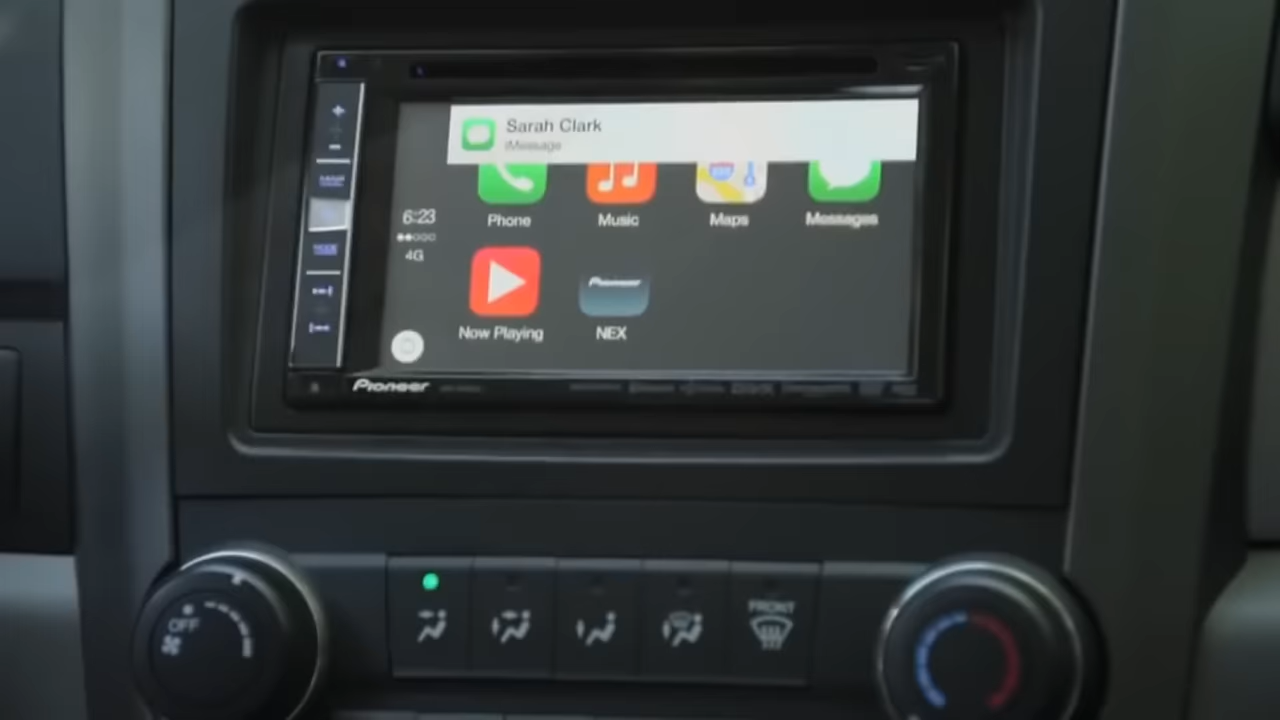 Sarah Clark
iMessage
6:23
4G
Phone
Music
Maps
Messages
Pioneer
Now Playing
NEX
Pioneer
OFF
FRONT